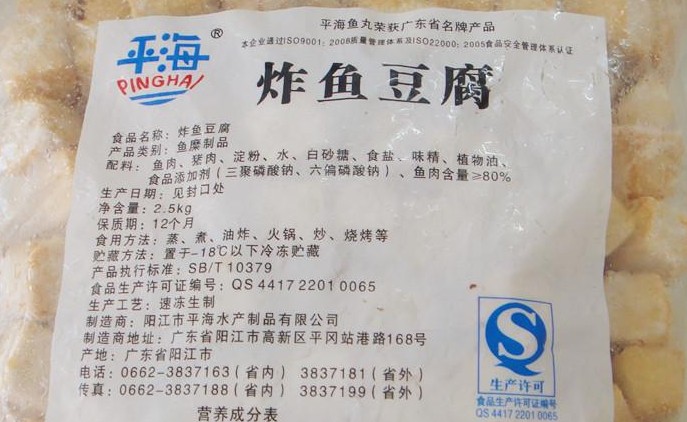 平海®
PINGHAI
平海鱼丸荣获广东省名牌产品
本企业通过ISO9001：2008质量管理体系及ISO22000：2005食品安全管理体系认证
炸鱼豆腐
食品名称：炸鱼豆腐
产品类别：鱼糜制品
配料：鱼肉、猪肉、淀粉、水、白砂糖、食盐、味精、植物油、
食品添加剂（三聚磷酸钠、六偏磷酸钠）、鱼肉含量≥80%
生产日期：见封口处
净含量：2.5kg
保质期：12个月
食用方法：蒸、煮、油炸、火锅、炒、烧烤等
贮藏方法：置于-18℃以下冷冻贮藏
产品执行标准：SB/T 10379
食品生产许可证编号：QS 4417 2201 0065
生产工艺：速冻生制
制造商：阳江市平海水产制品有限公司
制造商地址：广东省阳江市高新区平冈站港路168号
产地：广东省阳江市
电话：0662-3837163（省内） 3837181（省外）
传真：0662-3837188（省内） 3837199（省外）
营养成分表
QS
生产许可
食品生产许可证编号
QS 4417 2201 0065